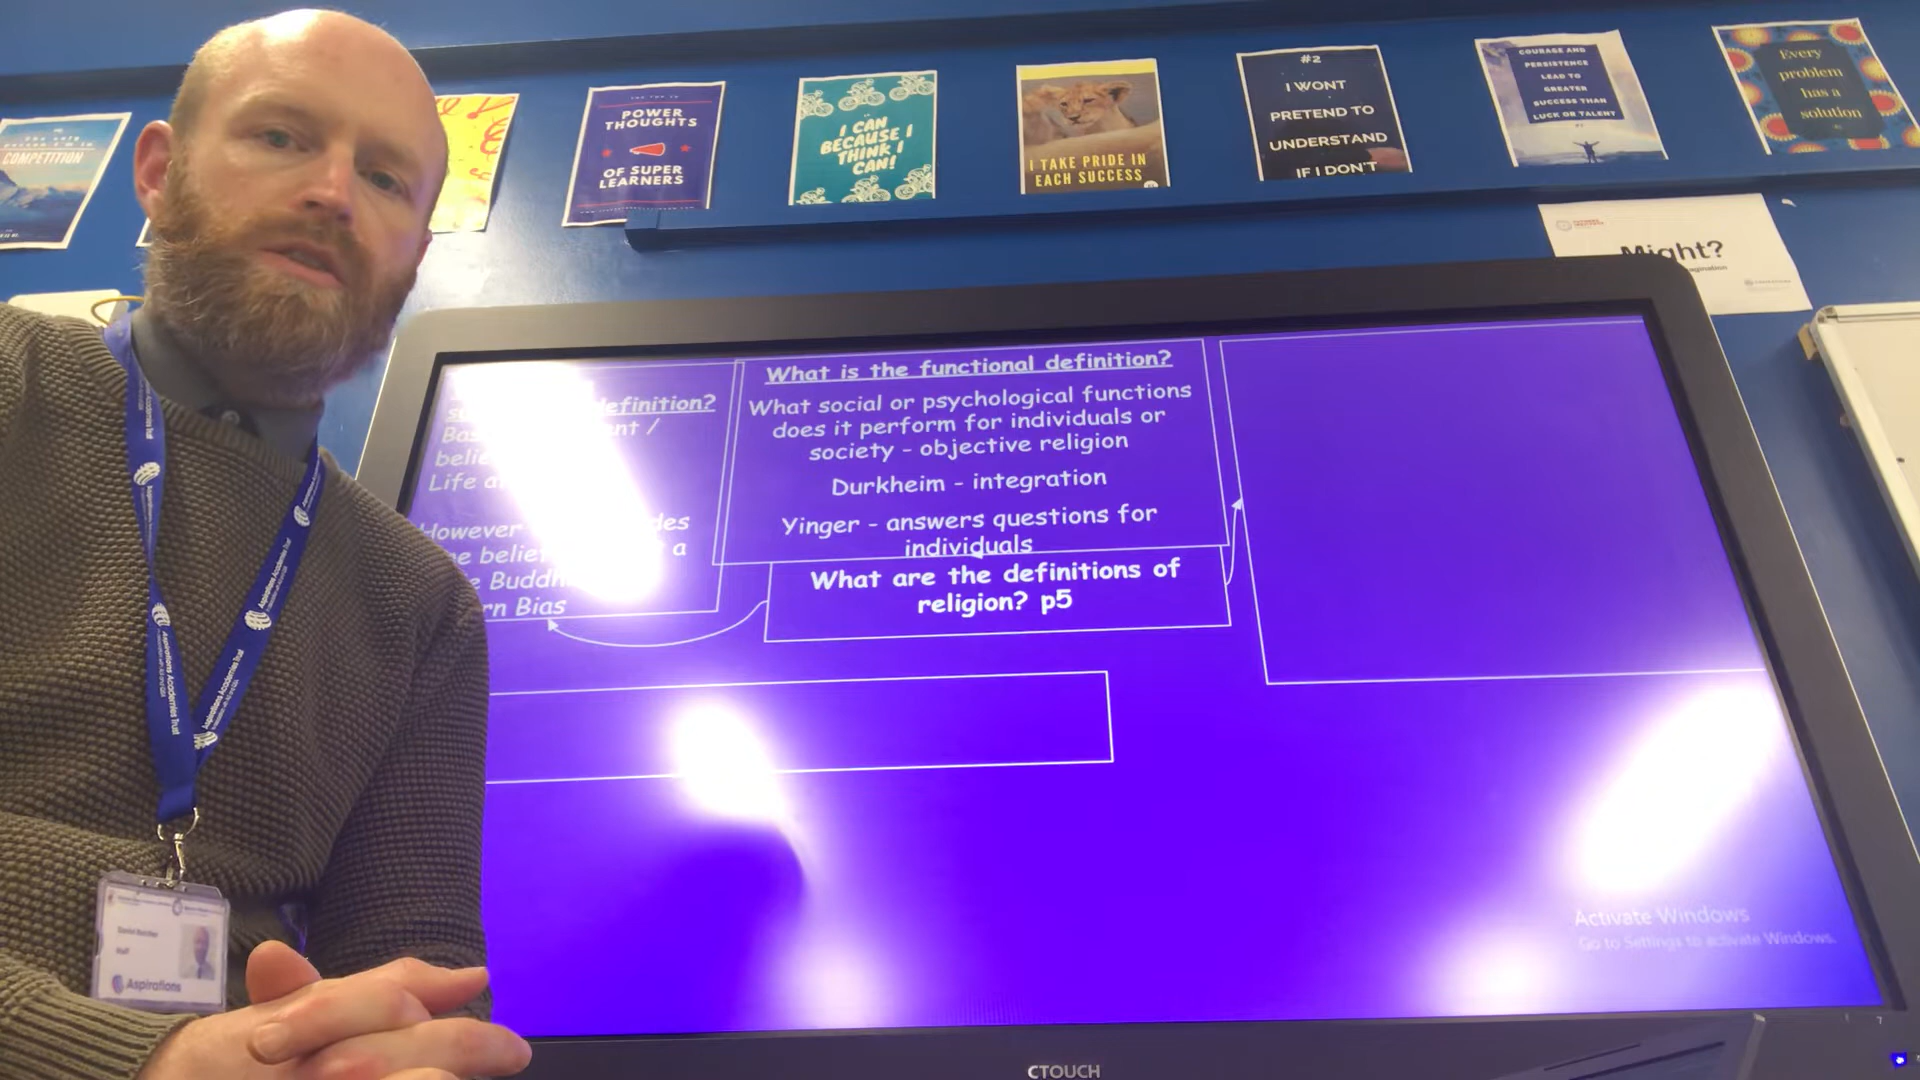 COMPETITION
POWER
THOUGHTS
OF SUPER
LEARNERS
I CAN
BECAUSE I
THINK I
CAN!
I TAKE PRIDE IN
EACH SUCCESS
#2
I WONT
PRETEND TO
UNDERSTAND
IF I DON'T
COURAGE AND
PERSISTENCE
LEAD TO
GREATER
SUCCESS THAN
LUCK OR TALENT
Every
problem
has a
solution
Might?
definition?
Life
However
Bias
What is the functional definition?
What social or psychological functions
does it perform for individuals or
society - objective religion
Durkheim - integration
Yinger - answers questions for
individuals
What are the definitions of
religion? p5
Activate Windows
Go to Settings to activate Windows.
Aspirations Academies Trust
Staff
Aspirations
CTOUCH